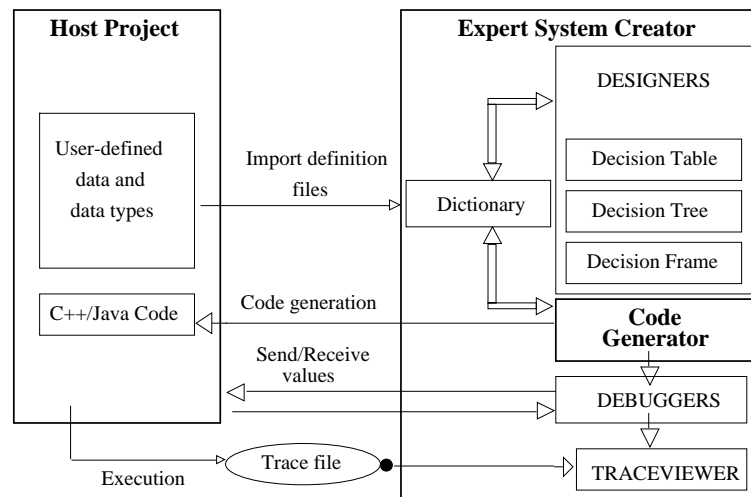 Host Project
Expert System Creator
User-defined
data and
data types
Import definition
files
Dictionary
DESIGNERS
Decision Table
Decision Tree
Decision Frame
C++/Java Code
Code generation
Code
Generator
Send/Receive
values
DEBUGGERS
Execution
Trace file
TRACEVIEWER